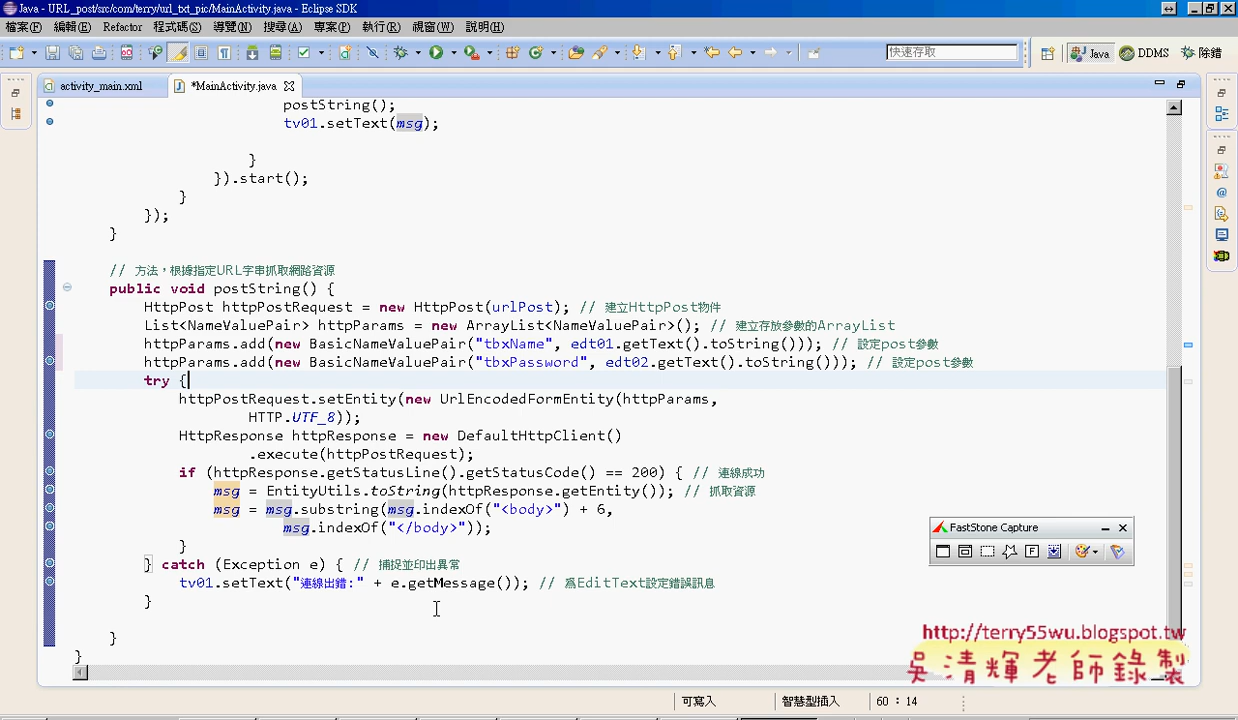 Java - URL_post/src/com/terry/url_txt_pic/MainActivity.java - Eclipse SDK
檔案(F) 編輯(E) Refactor 程式碼(S) 導覽(N) 搜尋(A) 專案(P) 執行(R) 視窗(W) 說明(H)
快速存取 Java DDMS 除錯
activity_main.xml *MainActivity.java
postString();
tv01.setText(msg);
}
}).start();
}
});
}
// 方法，根據指定URL字串抓取網路資源
public void postString() {
HttpPost httpPostRequest = new HttpPost(urlPost); // 建立HttpPost物件
List<NameValuePair> httpParams = new ArrayList<NameValuePair>(); // 建立存放參數的ArrayList
httpParams.add(new BasicNameValuePair("tbxName", edt01.getText().toString())); // 設定post參數
httpParams.add(new BasicNameValuePair("tbxPassword", edt02.getText().toString())); // 設定post參數
try {
httpPostRequest.setEntity(new UrlEncodedFormEntity(httpParams,
HTTP.UTF_8));
HttpResponse httpResponse = new DefaultHttpClient()
.execute(httpPostRequest);
if (httpResponse.getStatusLine().getStatusCode() == 200) { // 連線成功
msg = EntityUtils.toString(httpResponse.getEntity()); // 抓取資源
msg = msg.substring(msg.indexOf("<body>") + 6,
msg.indexOf("</body>"));
}
} catch (Exception e) { // 捕捉並印出異常
tv01.setText("連線出錯:" + e.getMessage()); // 為EditText設定錯誤訊息
}
}
}
FastStone Capture
http://terry55wu.blogspot.tw
吳清輝老師錄製
可寫入 智慧型插入 60 : 14